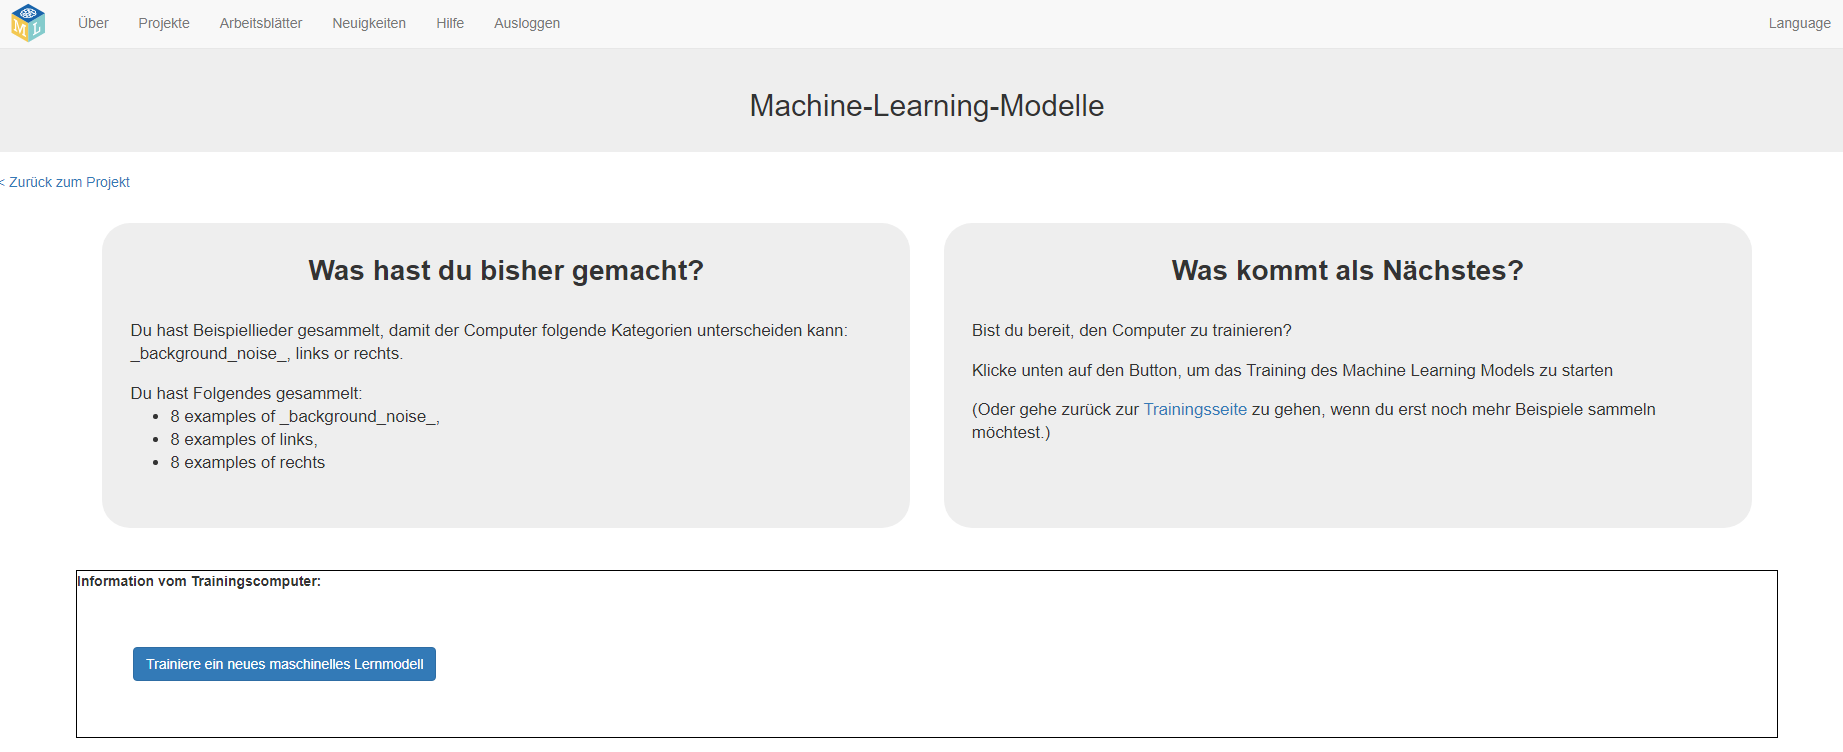 Über Projekte Arbeitsblätter Neuigkeiten Hilfe Ausloggen Language
Machine-Learning-Modelle
< Zurück zum Projekt
Was hast du bisher gemacht?
Du hast Beispiellieder gesammelt, damit der Computer folgende Kategorien unterscheiden kann:
_background_noise_, links or rechts.
Du hast Folgendes gesammelt:
• 8 examples of _background_noise_,
• 8 examples of links,
• 8 examples of rechts
Was kommt als Nächstes?
Bist du bereit, den Computer zu trainieren?
Klicke unten auf den Button, um das Training des Machine Learning Models zu starten
(Oder gehe zurück zur Trainingsseite zu gehen, wenn du erst noch mehr Beispiele sammeln
möchtest.)
Information vom Trainingscomputer:
Trainiere ein neues maschinelles Lernmodell
M L